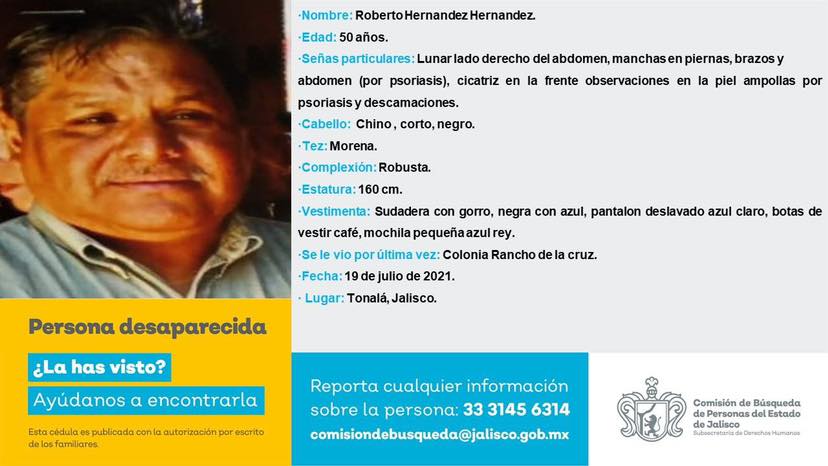 ·Nombre: Roberto Hernandez Hernandez.
·Edad: 50 años.
·Señas particulares: Lunar lado derecho del abdomen, manchas en piernas, brazos y
abdomen (por psoriasis), cicatriz en la frente observaciones en la piel ampollas por
psoriasis y descamaciones.
·Cabello: Chino , corto, negro.
·Tez: Morena.
·Complexión: Robusta.
·Estatura: 160 cm.
·Vestimenta: Sudadera con gorro, negra con azul, pantalon deslavado azul claro, botas de
vestir café, mochila pequeña azul rey.
·Se le vio por última vez: Colonia Rancho de la cruz.
·Fecha: 19 de julio de 2021.
· Lugar: Tonalá, Jalisco.
Persona desaparecida
¿La has visto?
Ayúdanos a encontrarla
Esta cédula es publicada con la autorización por escrito
de los familiares.
Reporta cualquier información
sobre la persona: 33 3145 6314
comisiondebusqueda@jalisco.gob.mx
Comisión de Búsqueda
de Personas del Estado
de Jalisco
Subsecretaría de Derechos Humanos